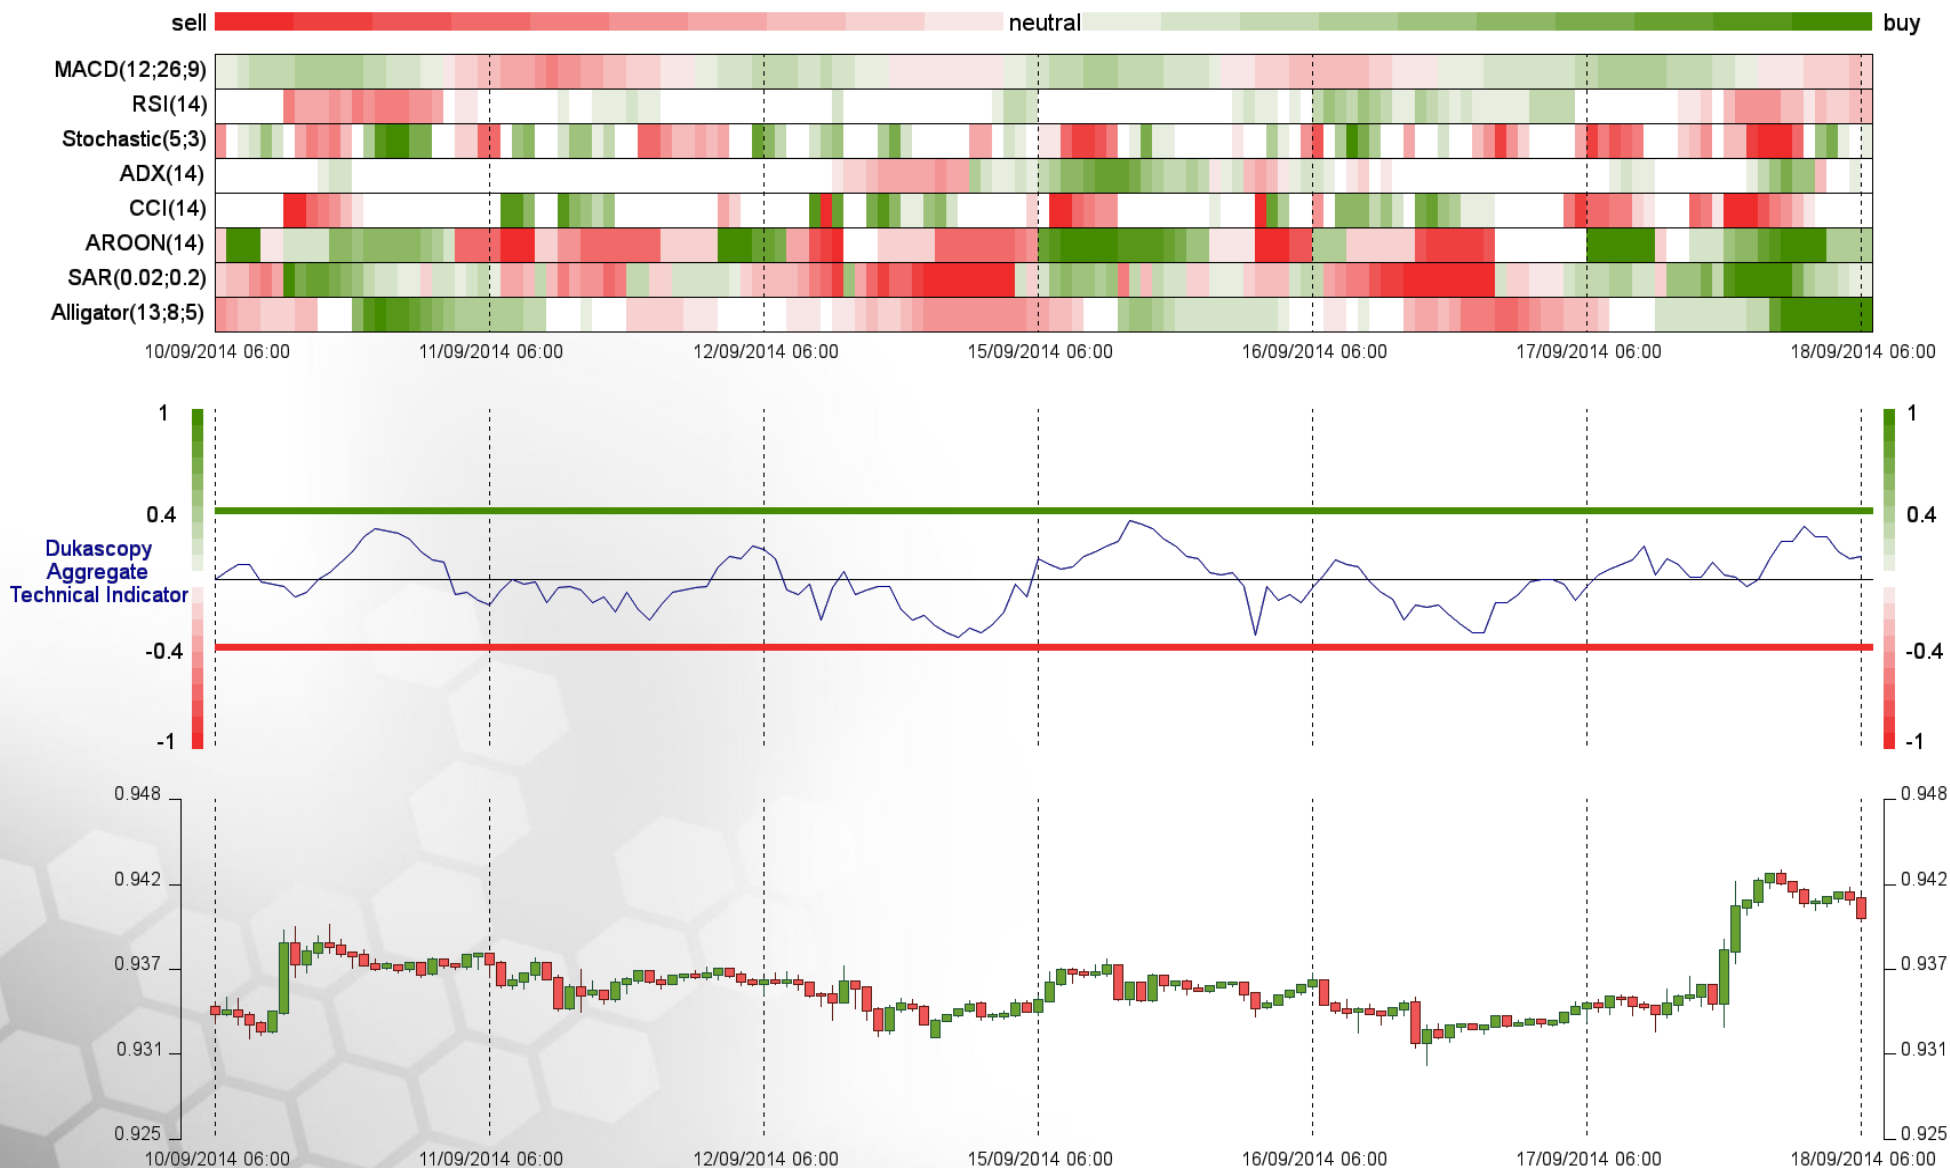 sell neutral buy
MACD(12;26;9)
RSI(14)
Stochastic(5;3)
ADX(14)
CCI(14)
AROON(14)
SAR(0.02;0.2)
Alligator(13;8;5)
10/09/2014 06:00 11/09/2014 06:00 12/09/2014 06:00 15/09/2014 06:00 16/09/2014 06:00 17/09/2014 06:00 18/09/2014 06:00
1 1
0.4 0.4
Dukascopy
Aggregate
Technical Indicator
-0.4 -0.4
-1 -1
0.948 0.948
0.942 0.942
0.937 0.937
0.931 0.931
0.925 0.925
10/09/2014 06:00 11/09/2014 06:00 12/09/2014 06:00 15/09/2014 06:00 16/09/2014 06:00 17/09/2014 06:00 18/09/2014 06:00